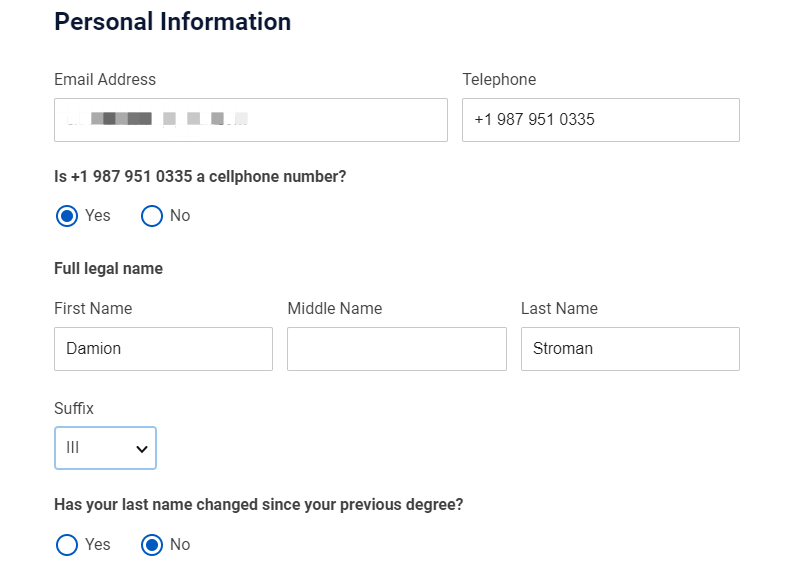 Personal Information
Email Address Telephone
+1 987 951 0335
Is +1 987 951 0335 a cellphone number?
Yes No
Full legal name
First Name Middle Name Last Name
Damion Stroman
Suffix
III
Has your last name changed since your previous degree?
Yes No